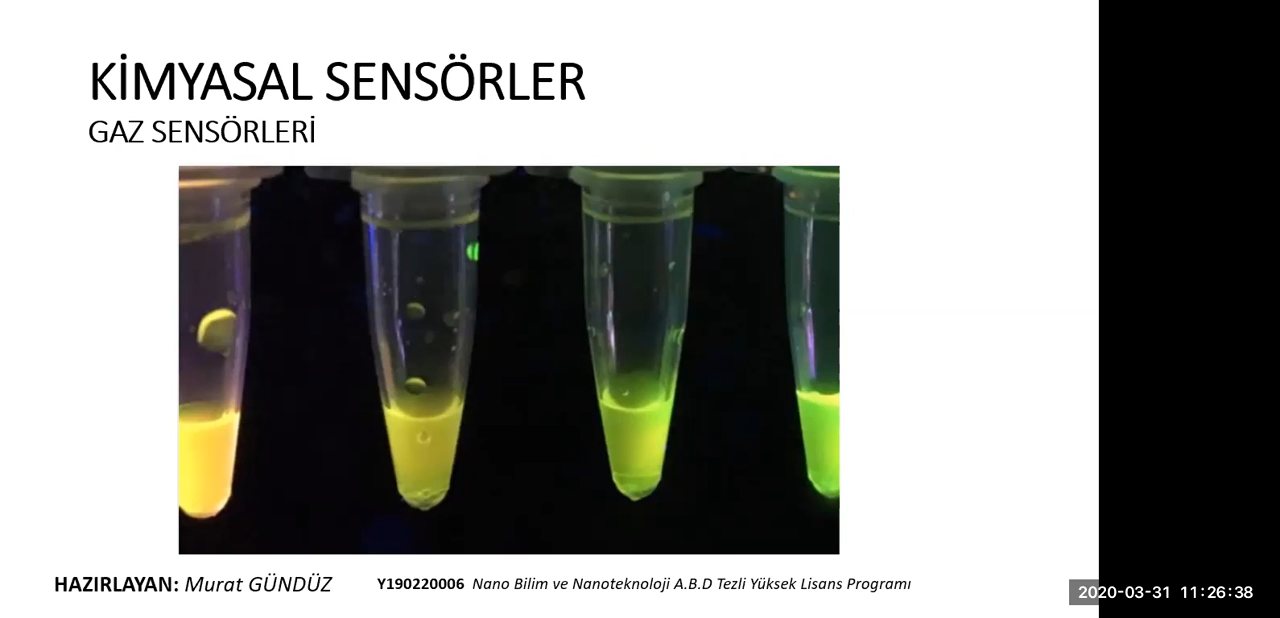 KİMYASAL SENSÖRLER
GAZ SENSÖRLERİ
HAZIRLAYAN: Murat GÜNDÜZ Y190220006 Nano Bilim ve Nanoteknoloji A.B.D Tezli Yüksek Lisans Programı
2020-03-31 11:26:38